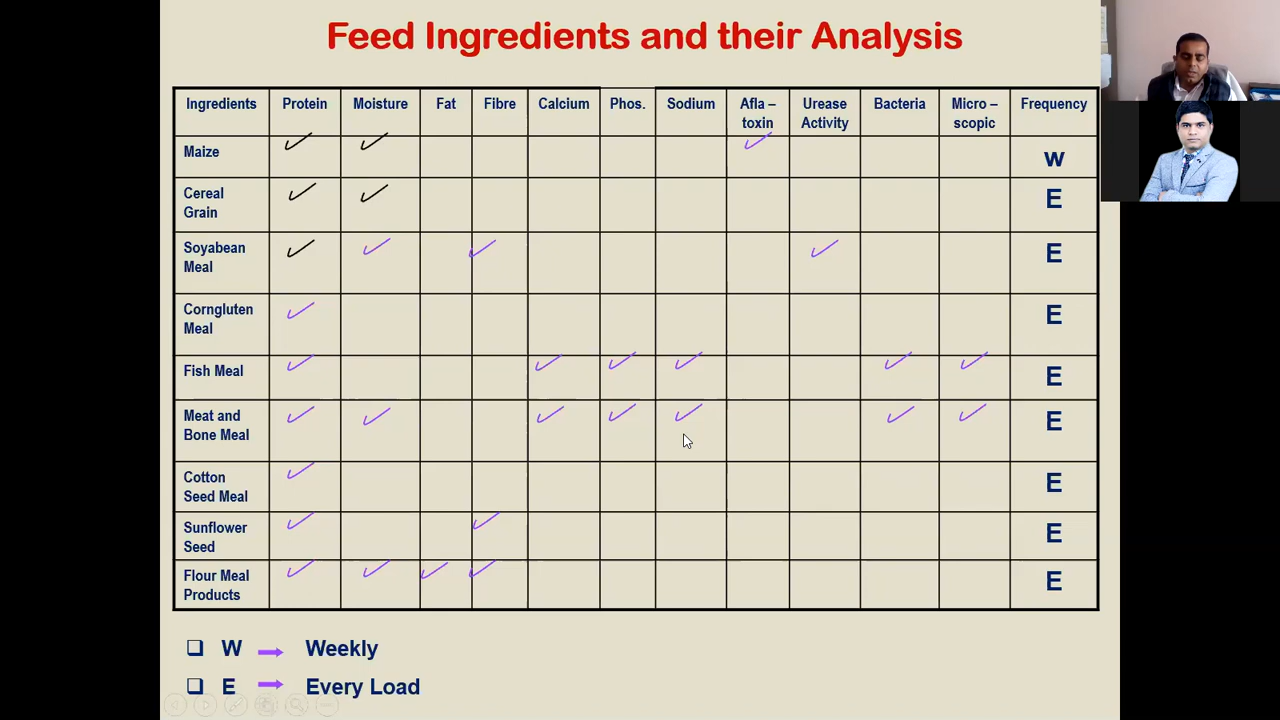 Feed Ingredients and their Analysis
Ingredients Protein Moisture Fat Fibre Calcium Phos. Sodium Afla – toxin Urease Activity Bacteria Micro – scopic Frequency
Maize ✓ ✓ ✓ W
Cereal Grain ✓ ✓ E
Soyabean Meal ✓ ✓ ✓ ✓ E
Corngluten Meal ✓ E
Fish Meal ✓ ✓ ✓ ✓ ✓ ✓ E
Meat and Bone Meal ✓ ✓ ✓ ✓ ✓ ✓ ✓ E
Cotton Seed Meal ✓ E
Sunflower Seed ✓ ✓ E
Flour Meal Products ✓ ✓ ✓ ✓ E
❑ W → Weekly
❑ E → Every Load